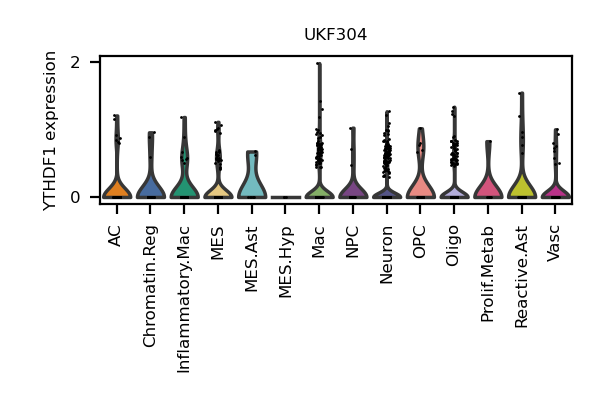 UKF304
YTHDF1 expression
2
0
AC
Chromatin.Reg
Inflammatory.Mac
MES
MES.Ast
MES.Hyp
Mac
NPC
Neuron
OPC
Oligo
Prolif.Metab
Reactive.Ast
Vasc